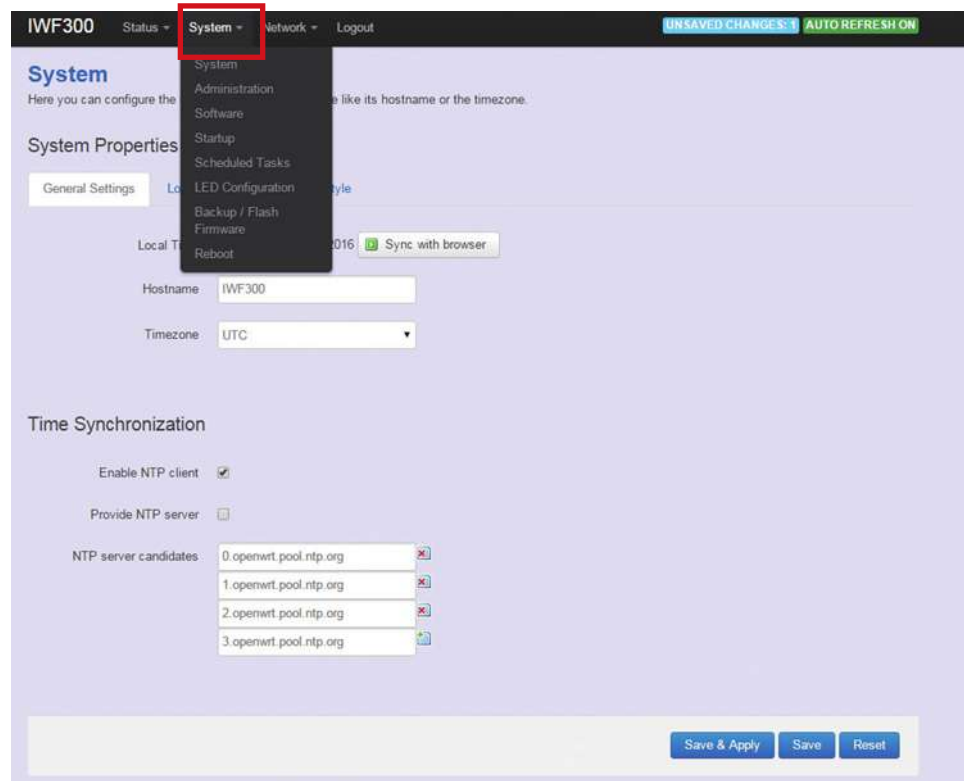 IWF300 Status System Network Logout UNSAVED CHANGES: 1 AUTO REFRESH ON
System
Administration
Software
Startup
Scheduled Tasks
LED Configuration
Backup / Flash
Firmware
Reboot
System
Here you can configure the like its hostname or the timezone.
System Properties
General Settings Lo tyle
Local Ti 2016 Sync with browser
Hostname IWF300
Timezone UTC
Time Synchronization
Enable NTP client
Provide NTP server
NTP server candidates 0.openwrt.pool.ntp.org
1.openwrt.pool.ntp.org
2.openwrt.pool.ntp.org
3.openwrt.pool.ntp.org
Save & Apply Save Reset